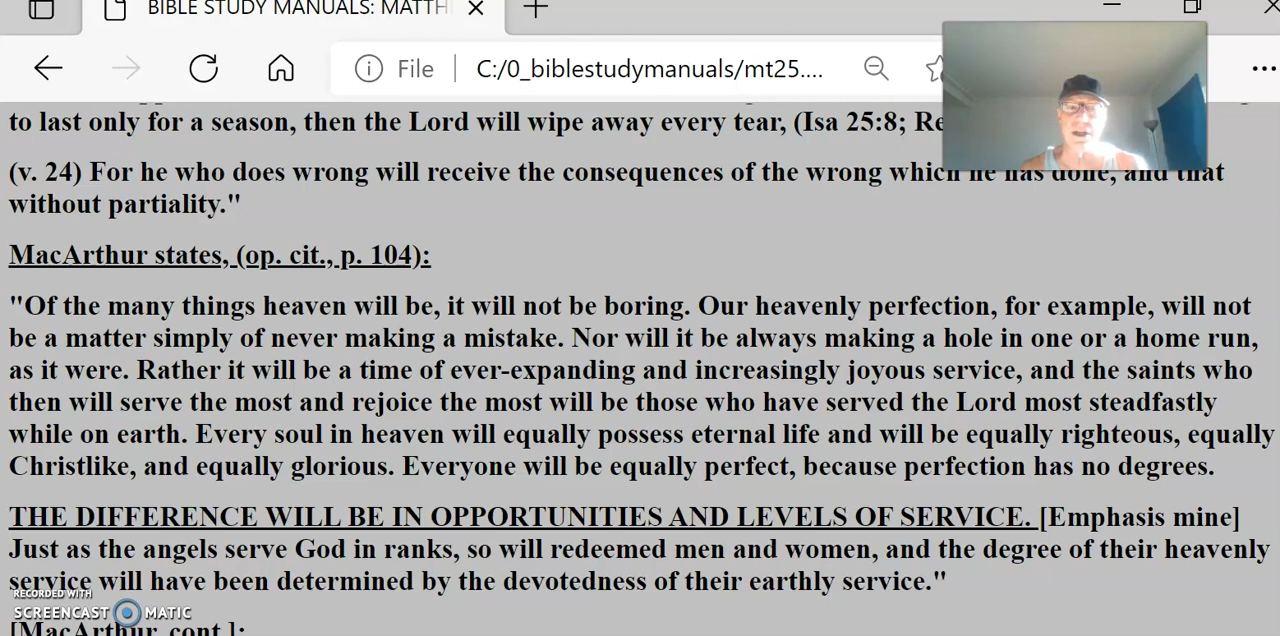 BIBLE STUDY MANUALS: MATTH
File
C:/0_biblestudymanuals/mt25....
to last only for a season, then the Lord will wipe away every tear, (Isa 25:8; Re
(v. 24) For he who does wrong will receive the consequences of the wrong which he has done, and that
without partiality."
MacArthur states, (op. cit., p. 104):
"Of the many things heaven will be, it will not be boring. Our heavenly perfection, for example, will not
be a matter simply of never making a mistake. Nor will it be always making a hole in one or a home run,
as it were. Rather it will be a time of ever-expanding and increasingly joyous service, and the saints who
then will serve the most and rejoice the most will be those who have served the Lord most steadfastly
while on earth. Every soul in heaven will equally possess eternal life and will be equally righteous, equally
Christlike, and equally glorious. Everyone will be equally perfect, because perfection has no degrees.
THE DIFFERENCE WILL BE IN OPPORTUNITIES AND LEVELS OF SERVICE. [Emphasis mine]
Just as the angels serve God in ranks, so will redeemed men and women, and the degree of their heavenly
service will have been determined by the devotedness of their earthly service."
RECORDED WITH
SCREENCAST MATIC
[MacArthur, cont.]: